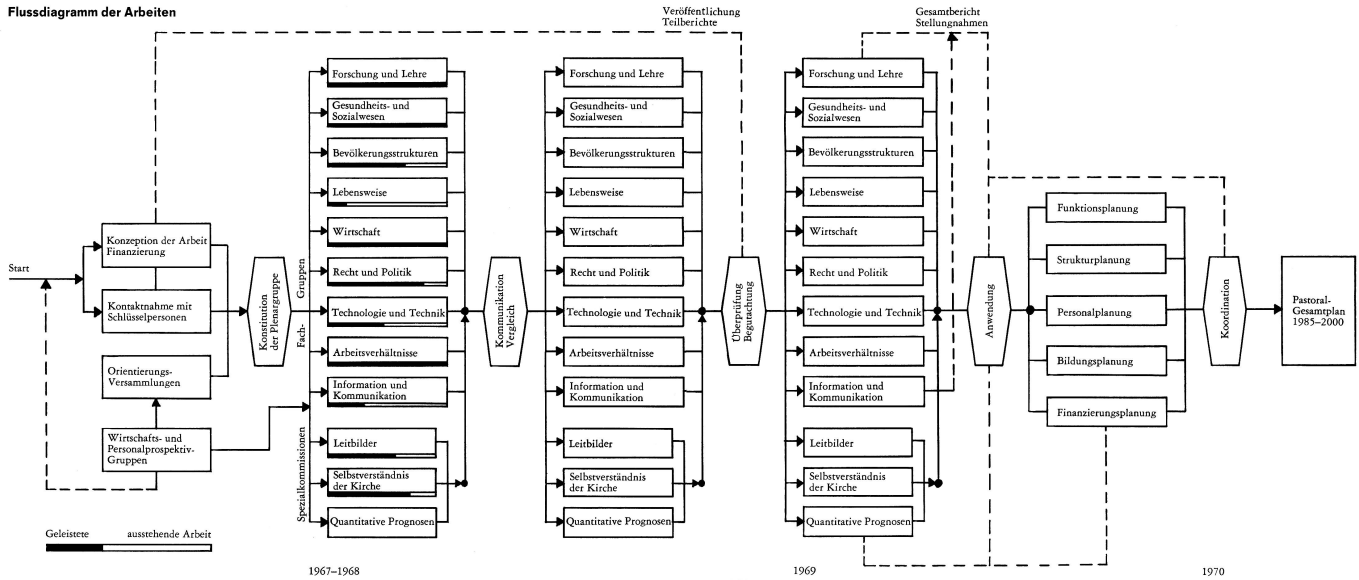 Flussdiagramm der Arbeiten
Veröffentlichung
Teilberichte
Gesamtbericht
Stellungnahmen
Start
Konzeption der Arbeit
Finanzierung
Kontaktnahme mit
Schlüsselpersonen
Orientierungs-
Versammlungen
Wirtschafts- und
Personalprospektiv-
Gruppen
Konstitution
der Plenargruppe
Fach-
Gruppen
Spezialkommissionen
Forschung und Lehre
Gesundheits- und
Sozialwesen
Bevölkerungsstrukturen
Lebensweise
Wirtschaft
Recht und Politik
Technologie und Technik
Arbeitsverhältnisse
Information und
Kommunikation
Leitbilder
Selbstverständnis
der Kirche
Quantitative Prognosen
Kommunikation
Vergleich
Forschung und Lehre
Gesundheits- und
Sozialwesen
Bevölkerungsstrukturen
Lebensweise
Wirtschaft
Recht und Politik
Technologie und Technik
Arbeitsverhältnisse
Information und
Kommunikation
Leitbilder
Selbstverständnis
der Kirche
Quantitative Prognosen
Überprüfung
Begutachtung
Forschung und Lehre
Gesundheits- und
Sozialwesen
Bevölkerungsstrukturen
Lebensweise
Wirtschaft
Recht und Politik
Technologie und Technik
Arbeitsverhältnisse
Information und
Kommunikation
Leitbilder
Selbstverständnis
der Kirche
Quantitative Prognosen
Anwendung
Funktionsplanung
Strukturplanung
Personalplanung
Bildungsplanung
Finanzierungsplanung
Koordination
Pastoral-
Gesamtplan
1985–2000
Geleistete ausstehende Arbeit
1967–1968
1969
1970